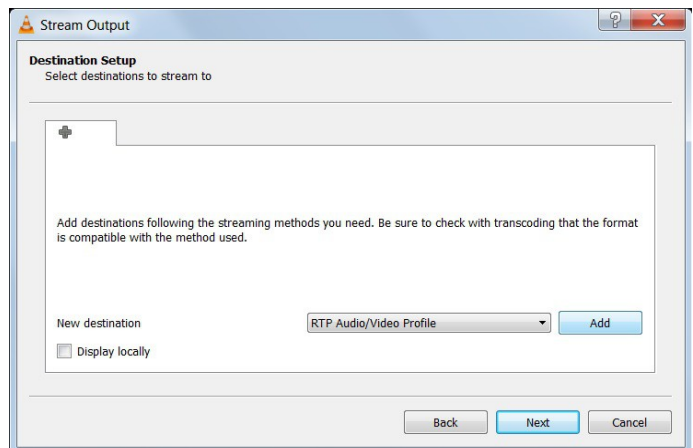 Stream Output
Destination Setup
Select destinations to stream to
Add destinations following the streaming methods you need. Be sure to check with transcoding that the format
is compatible with the method used.
New destination
RTP Audio/Video Profile
Add
Display locally
Back
Next
Cancel